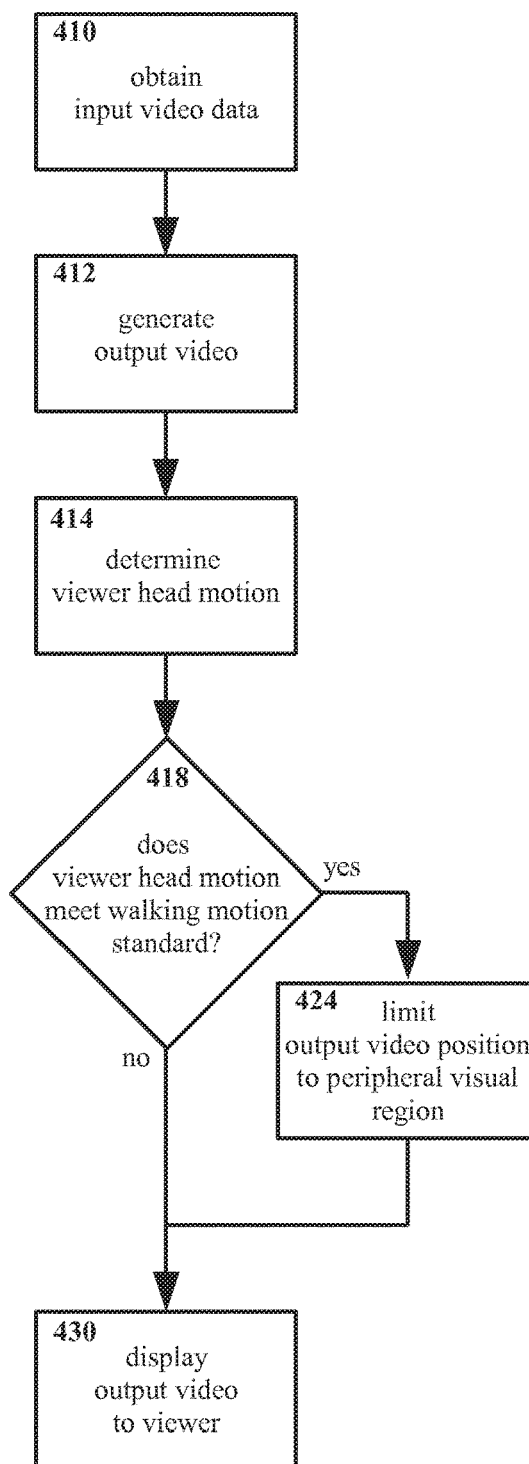 410
obtain
input video data
412
generate
output video
414
determine
viewer head motion
418
does
viewer head motion
meet walking motion
standard?
yes
no
424
limit
output video position
to peripheral visual
region
430
display
output video
to viewer